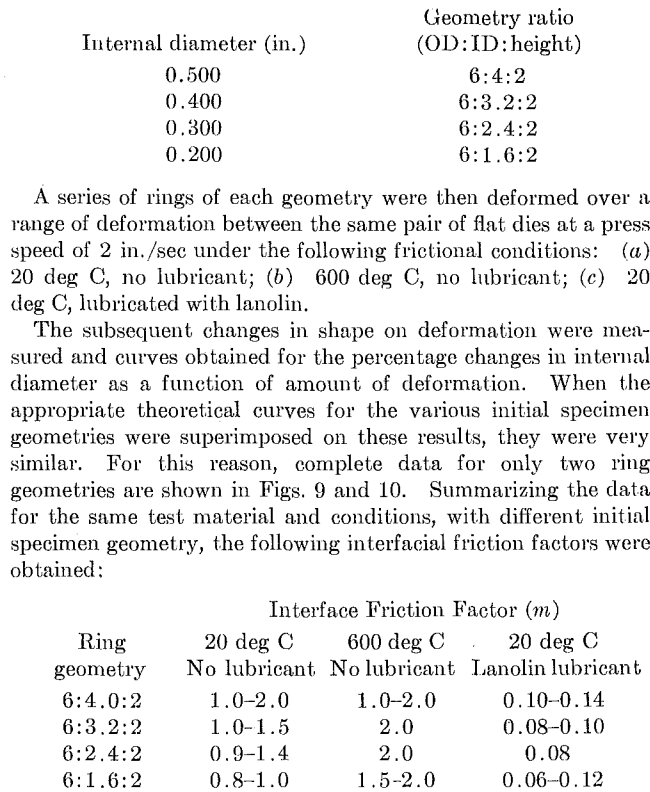 Geometry ratio
Internal diameter (in.) (OD:ID:height)
0.500 6:4:2
0.400 6:3.2:2
0.300 6:2.4:2
0.200 6:1.6:2
A series of rings of each geometry were then deformed over a
range of deformation between the same pair of flat dies at a press
speed of 2 in./sec under the following frictional conditions: (a)
20 deg C, no lubricant; (b) 600 deg C, no lubricant; (c) 20
deg C, lubricated with lanolin.
The subsequent changes in shape on deformation were mea-
sured and curves obtained for the percentage changes in internal
diameter as a function of amount of deformation. When the
appropriate theoretical curves for the various initial specimen
geometries were superimposed on these results, they were very
similar. For this reason, complete data for only two ring
geometries are shown in Figs. 9 and 10. Summarizing the data
for the same test material and conditions, with different initial
specimen geometry, the following interfacial friction factors were
obtained:
Interface Friction Factor (m)
Ring 20 deg C 600 deg C 20 deg C
geometry No lubricant No lubricant Lanolin lubricant
6:4.0:2 1.0–2.0 1.0–2.0 0.10–0.14
6:3.2:2 1.0–1.5 2.0 0.08–0.10
6:2.4:2 0.9–1.4 2.0 0.08
6:1.6:2 0.8–1.0 1.5–2.0 0.06–0.12